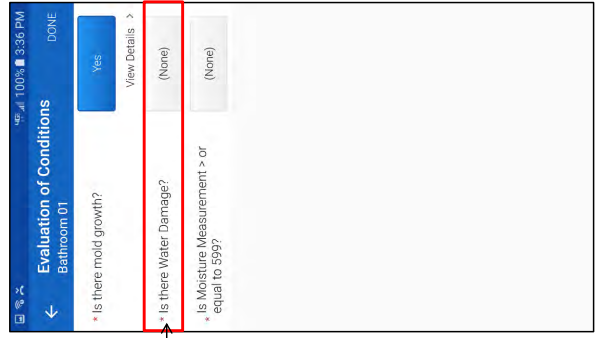 4G 100% 3:36 PM
← Evaluation of Conditions DONE
Bathroom 01
* Is there mold growth? Yes
View Details >
* Is there Water Damage? (None)
* Is Moisture Measurement > or
equal to 599? (None)